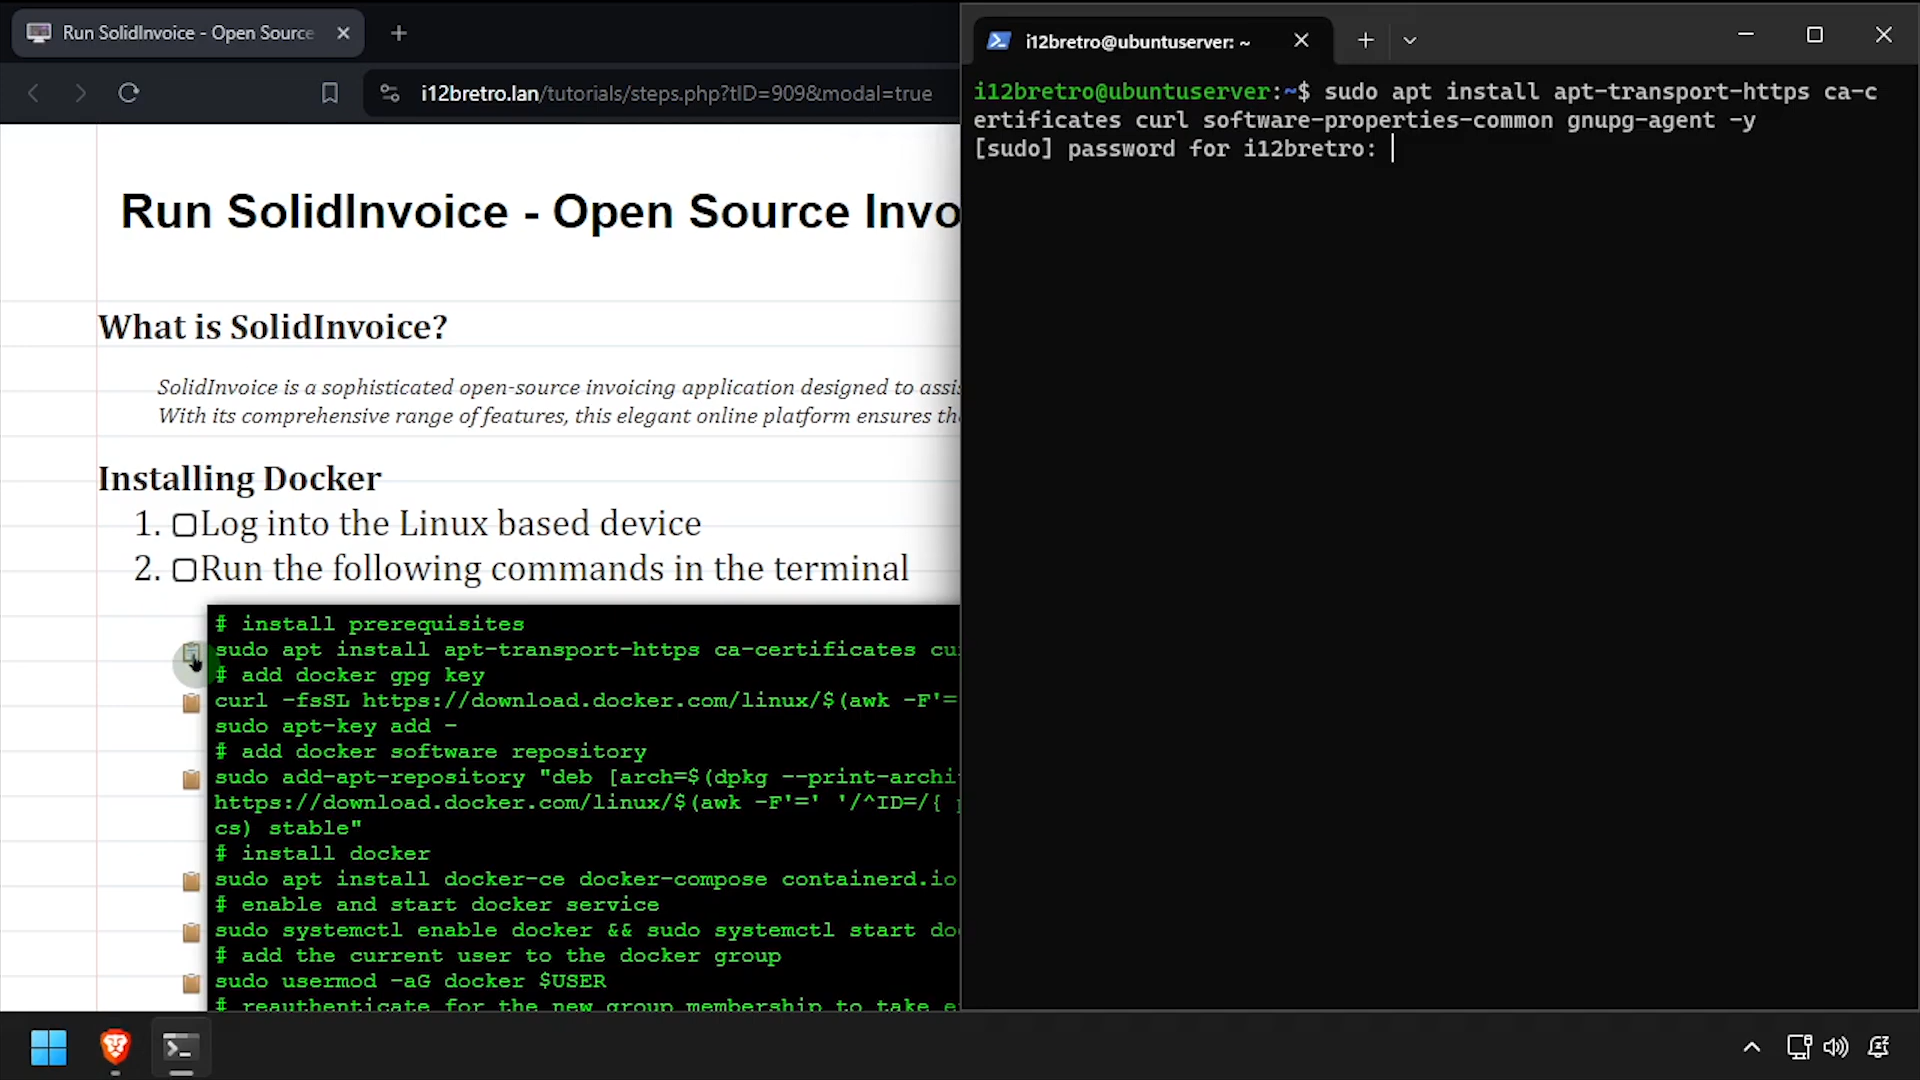 Run SolidInvoice - Open Source
i12bretro.lan/tutorials/steps.php?tID=909&modal=true
Run SolidInvoice - Open Source Invo
What is SolidInvoice?
SolidInvoice is a sophisticated open-source invoicing application designed to assi
With its comprehensive range of features, this elegant online platform ensures th
Installing Docker
1. Log into the Linux based device
2. Run the following commands in the terminal
# install prerequisites
sudo apt install apt-transport-https ca-certificates cu
# add docker gpg key
curl -fsSL https://download.docker.com/linux/$(awk -F'=
sudo apt-key add -
# add docker software repository
sudo add-apt-repository "deb [arch=$(dpkg --print-archi
https://download.docker.com/linux/$(awk -F'=' '/^ID=/{ p
cs) stable"
# install docker
sudo apt install docker-ce docker-compose containerd.io
# enable and start docker service
sudo systemctl enable docker && sudo systemctl start do
# add the current user to the docker group
sudo usermod -aG docker $USER
# reauthenticate for the new group membership to take e
i12bretro@ubuntuserver: ~
i12bretro@ubuntuserver:~$ sudo apt install apt-transport-https ca-c
ertificates curl software-properties-common gnupg-agent -y
[sudo] password for i12bretro: